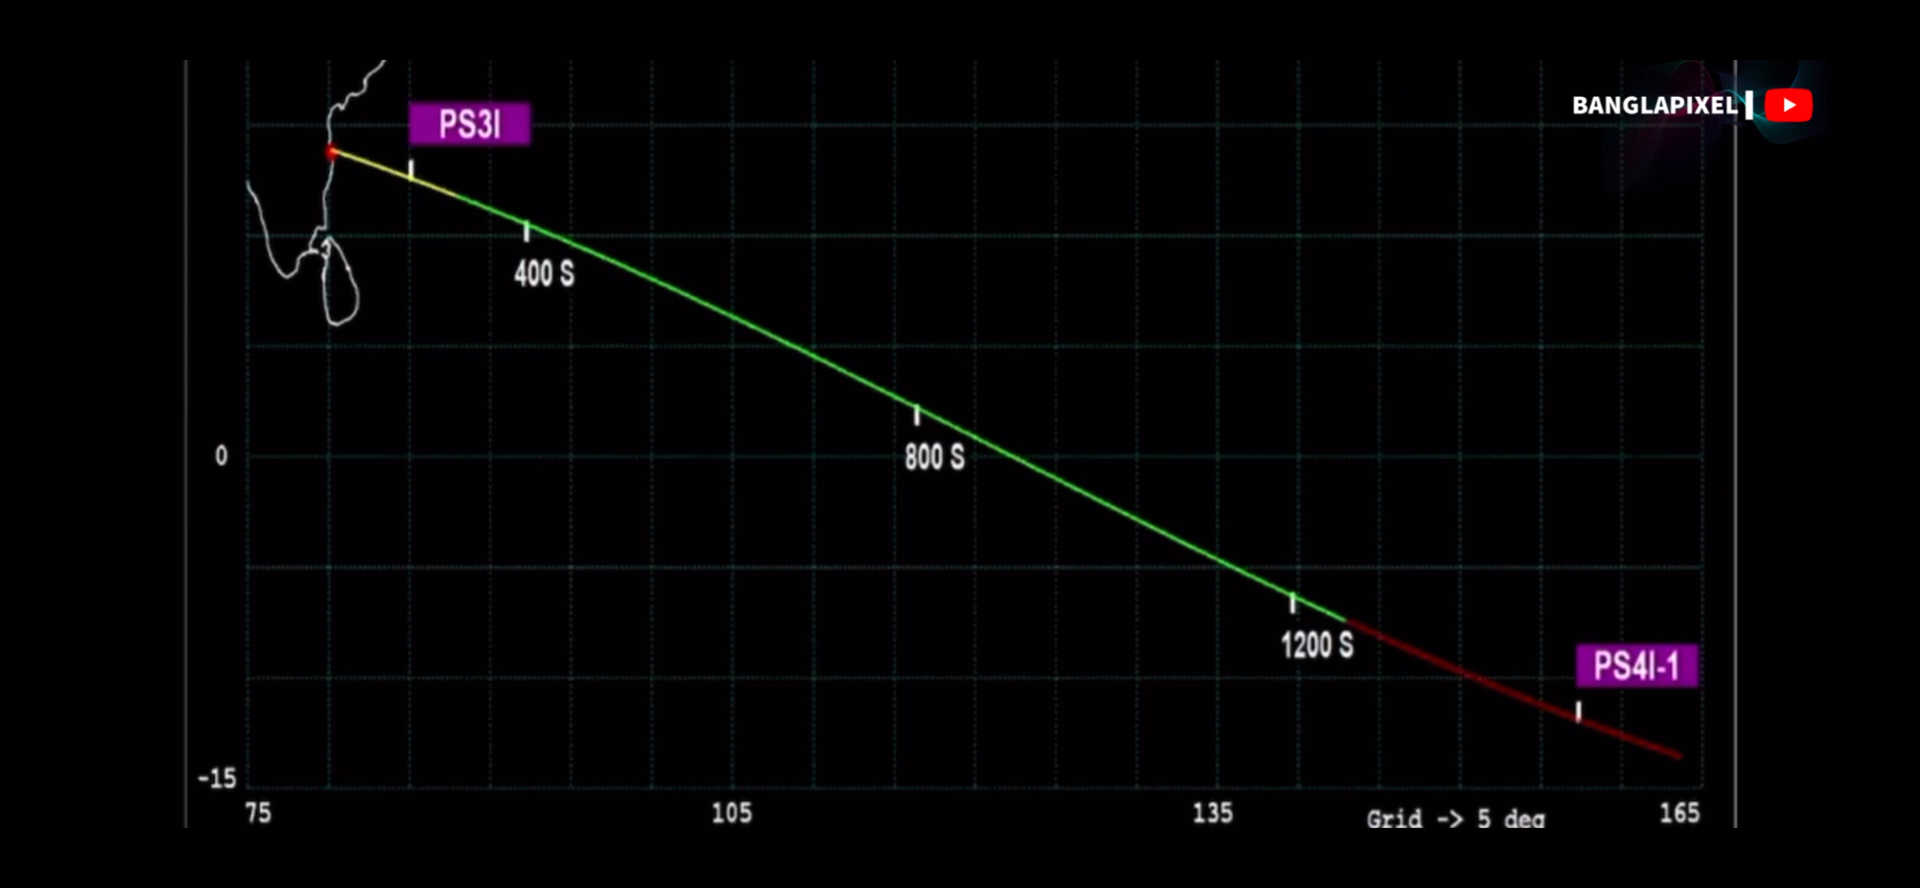 BANGLAPIXEL
PS3I
400 S
800 S
0
1200 S
PS4I-1
-15
75 105 135 165
Grid -> 5 deg